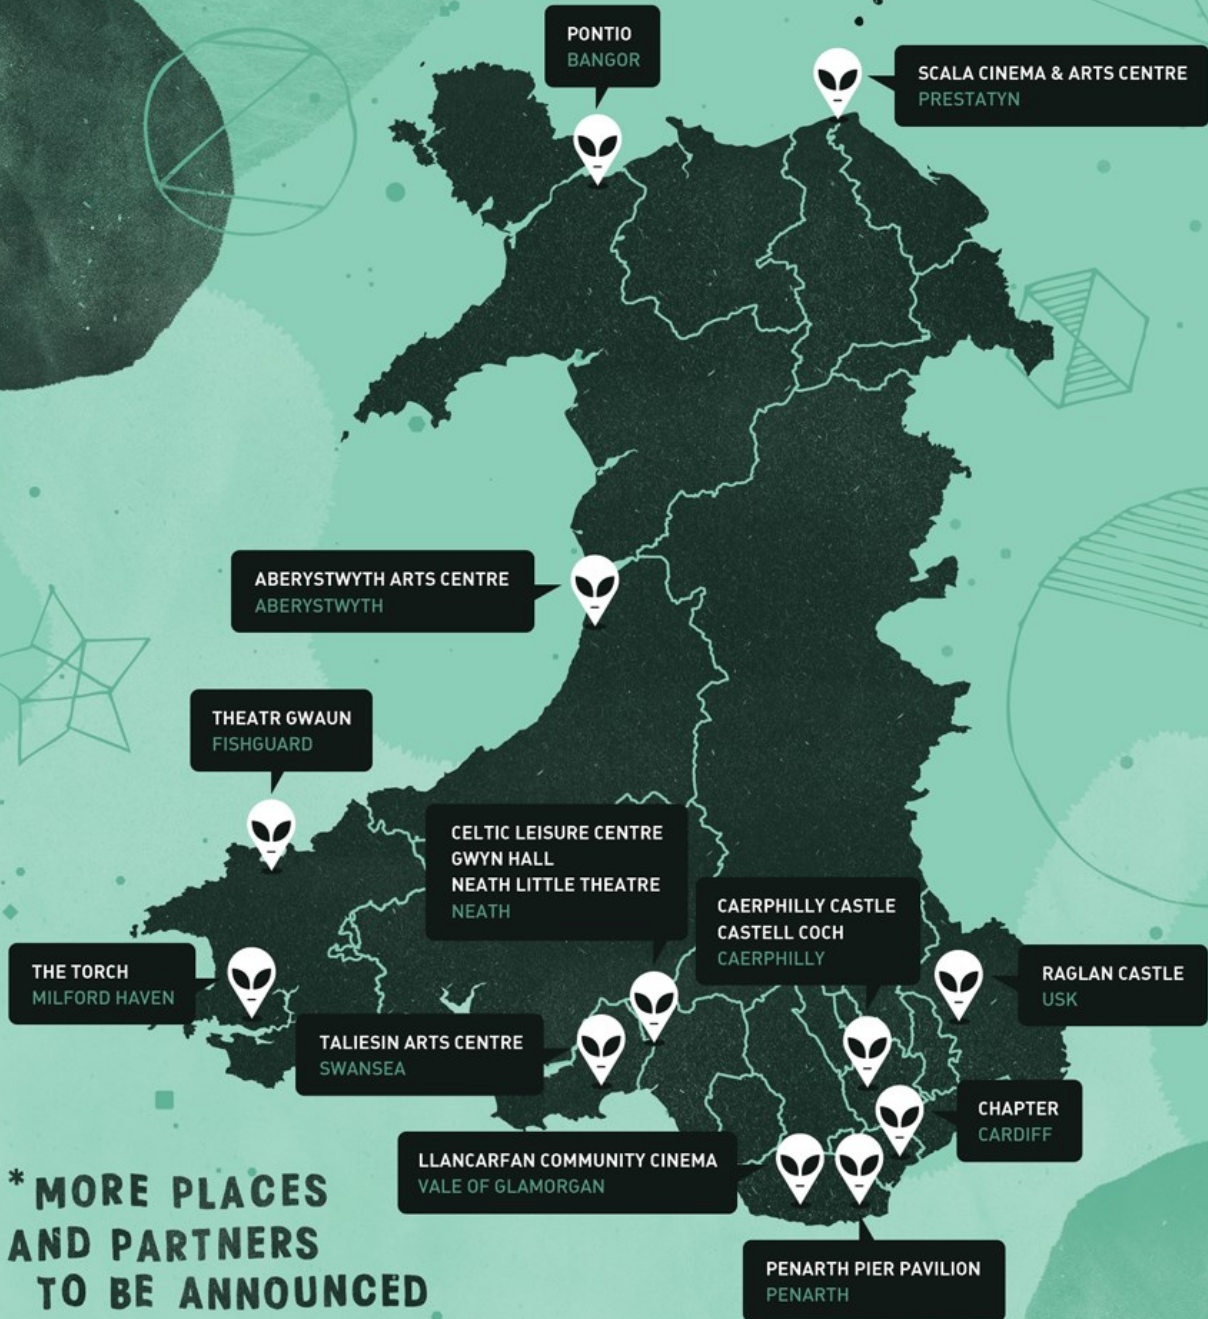 PONTIO
BANGOR
SCALA CINEMA & ARTS CENTRE
PRESTATYN
ABERYSTWYTH ARTS CENTRE
ABERYSTWYTH
THEATR GWAUN
FISHGUARD
CELTIC LEISURE CENTRE
GWYN HALL
NEATH LITTLE THEATRE
NEATH
CAERPHILLY CASTLE
CASTELL COCH
CAERPHILLY
THE TORCH
MILFORD HAVEN
RAGLAN CASTLE
USK
TALIESIN ARTS CENTRE
SWANSEA
CHAPTER
CARDIFF
LLANCARFAN COMMUNITY CINEMA
VALE OF GLAMORGAN
PENARTH PIER PAVILION
PENARTH
*MORE PLACES
AND PARTNERS
TO BE ANNOUNCED